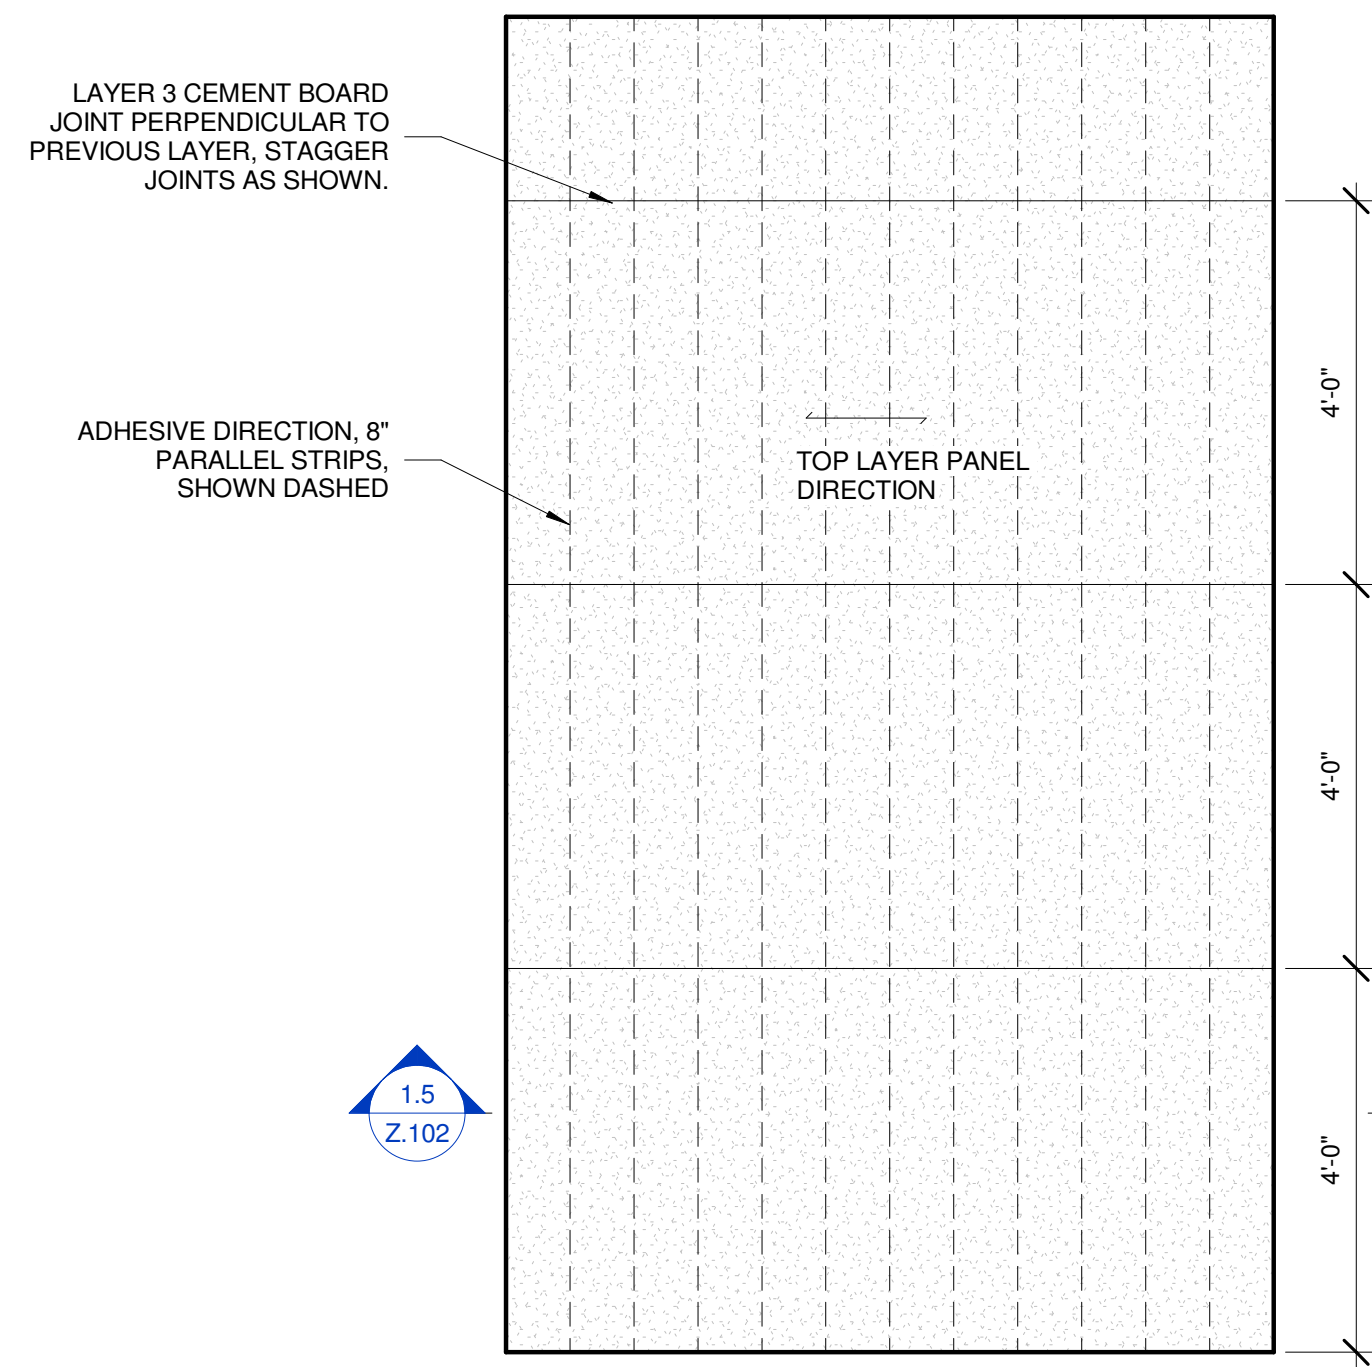 LAYER 3 CEMENT BOARD
JOINT PERPENDICULAR TO
PREVIOUS LAYER, STAGGER
JOINTS AS SHOWN.
4'-0"
ADHESIVE DIRECTION, 8"
PARALLEL STRIPS,
SHOWN DASHED
TOP LAYER PANEL
DIRECTION
4'-0"
1.5
Z.102
4'-0"